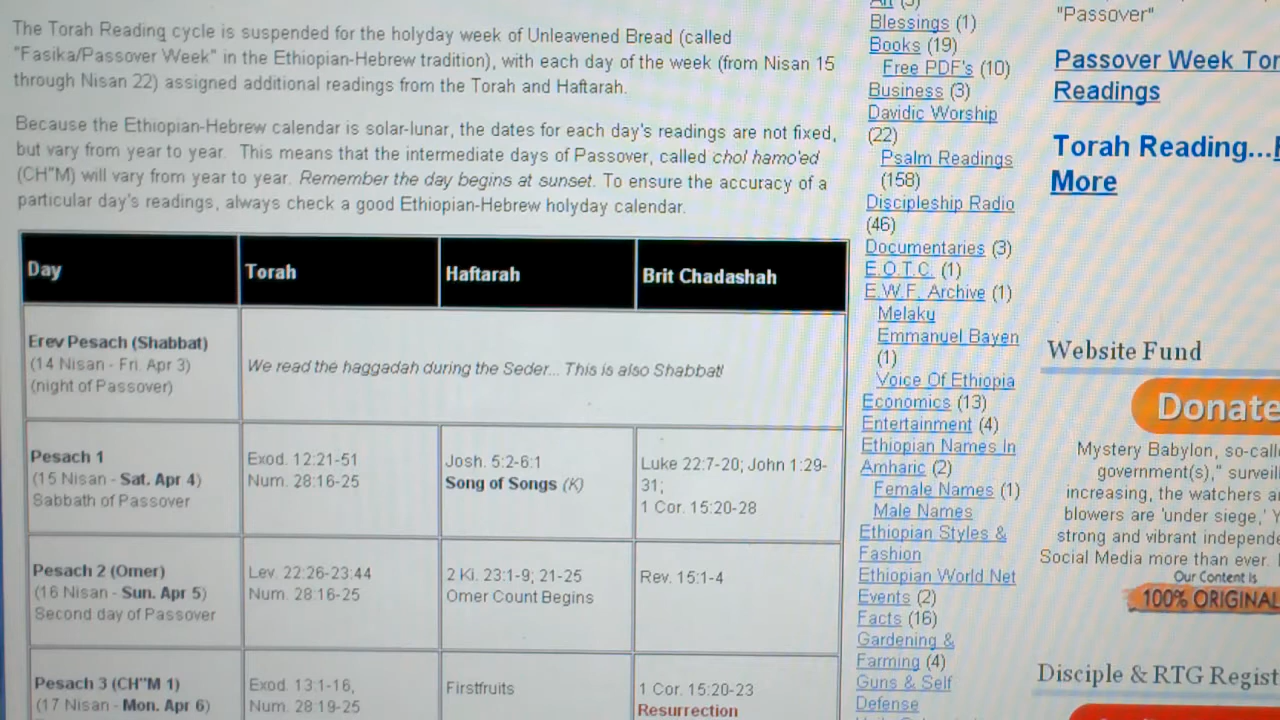 The Torah Reading cycle is suspended for the holyday week of Unleavened Bread (called
"Fasika/Passover Week" in the Ethiopian-Hebrew tradition), with each day of the week (from Nisan 15
through Nisan 22) assigned additional readings from the Torah and Haftarah.
Because the Ethiopian-Hebrew calendar is solar-lunar, the dates for each day's readings are not fixed,
but vary from year to year. This means that the intermediate days of Passover, called chol hamo'ed
(CH"M) will vary from year to year. Remember the day begins at sunset. To ensure the accuracy of a
particular day's readings, always check a good Ethiopian-Hebrew holyday calendar.
Day
Torah
Haftarah
Brit Chadashah
Erev Pesach (Shabbat)
(14 Nisan - Fri. Apr 3)
(night of Passover)
We read the haggadah during the Seder... This is also Shabbat!
Pesach 1
(15 Nisan - Sat. Apr 4)
Sabbath of Passover
Exod. 12:21-51
Num. 28:16-25
Josh. 5:2-6:1
Song of Songs (K)
Luke 22:7-20; John 1:29-
31;
1 Cor. 15:20-28
Pesach 2 (Omer)
(16 Nisan - Sun. Apr 5)
Second day of Passover
Lev. 22:26-23:44
Num. 28:16-25
2 Ki. 23:1-9; 21-25
Omer Count Begins
Rev. 15:1-4
Pesach 3 (CH"M 1)
(17 Nisan - Mon. Apr 6)
Exod. 13:1-16,
Num. 28:19-25
Firstfruits
1 Cor. 15:20-23
Resurrection
Blessings (1)
Books (19)
Free PDF's (10)
Business (3)
Davidic Worship
(22)
Psalm Readings
(158)
Discipleship Radio
(46)
Documentaries (3)
E.O.T.C. (1)
E.W.F. Archive (1)
Melaku
Emmanuel Bayen
(1)
Voice Of Ethiopia
Economics (13)
Entertainment (4)
Ethiopian Names In
Amharic (2)
Female Names (1)
Male Names
Ethiopian Styles &
Fashion
Ethiopian World Net
Events (2)
Facts (16)
Gardening &
Farming (4)
Guns & Self
Defense
"Passover"
Passover Week Tor
Readings
Torah Reading...
More
Website Fund
Donate
Mystery Babylon, so-call
government(s)," surveil
increasing, the watchers a
blowers are 'under siege,' Y
strong and vibrant independe
Social Media more than ever.
Our Content Is
100% ORIGINAL
Disciple & RTG Regist